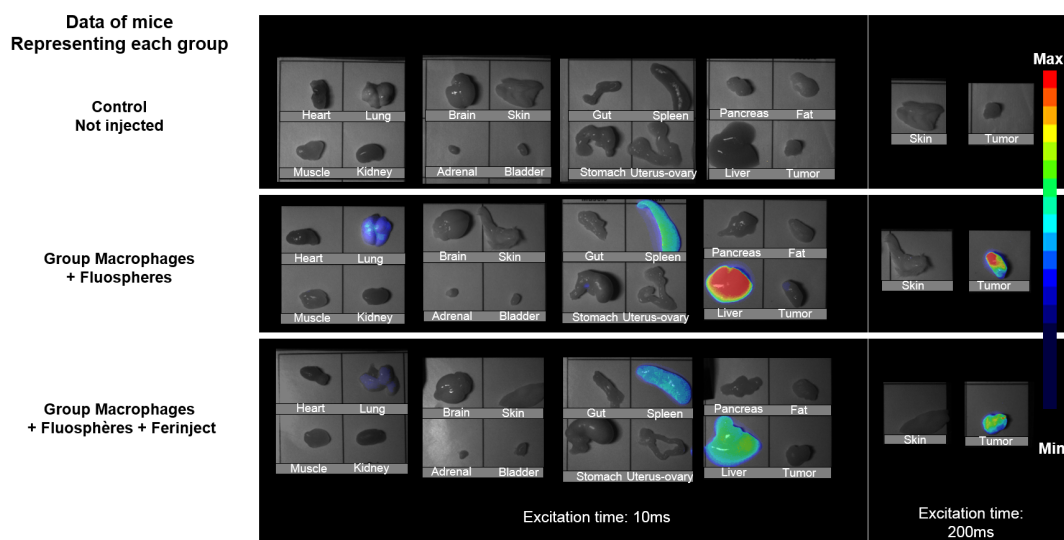 Data of mice
Representing each group
Max
Control
Not injected
Heart Lung Brain Skin Gut Spleen Pancreas Fat
Skin Tumor
Muscle Kidney Adrenal Bladder Stomach Uterus-ovary Liver Tumor
Group Macrophages
+ Fluospheres
Heart Lung Brain Skin Gut Spleen Pancreas Fat
Skin Tumor
Muscle Kidney Adrenal Bladder Stomach Uterus-ovary Liver Tumor
Group Macrophages
+ Fluosphères + Ferinject
Heart Lung Brain Skin Gut Spleen Pancreas Fat
Skin Tumor
Min
Muscle Kidney Adrenal Bladder Stomach Uterus-ovary Liver Tumor
Excitation time: 10ms
Excitation time:
200ms